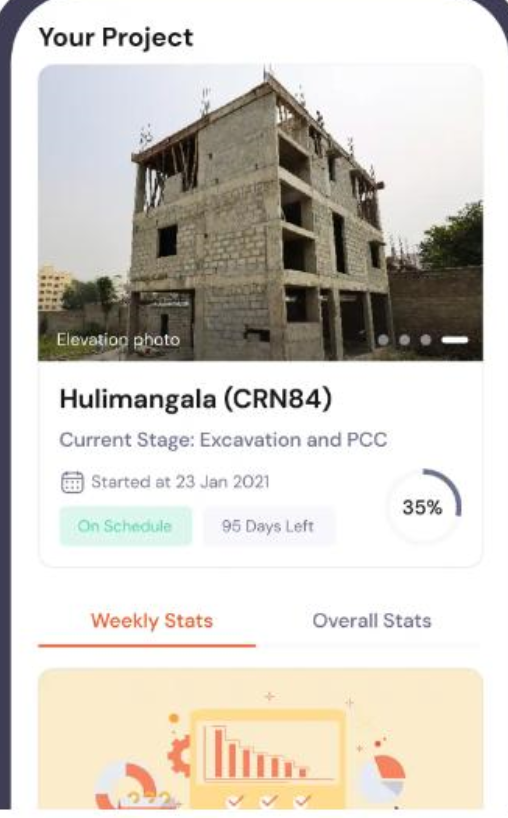 Your Project
Elevation photo
Hulimangala (CRN84)
Current Stage: Excavation and PCC
Started at 23 Jan 2021
35%
On Schedule
95 Days Left
Weekly Stats
Overall Stats